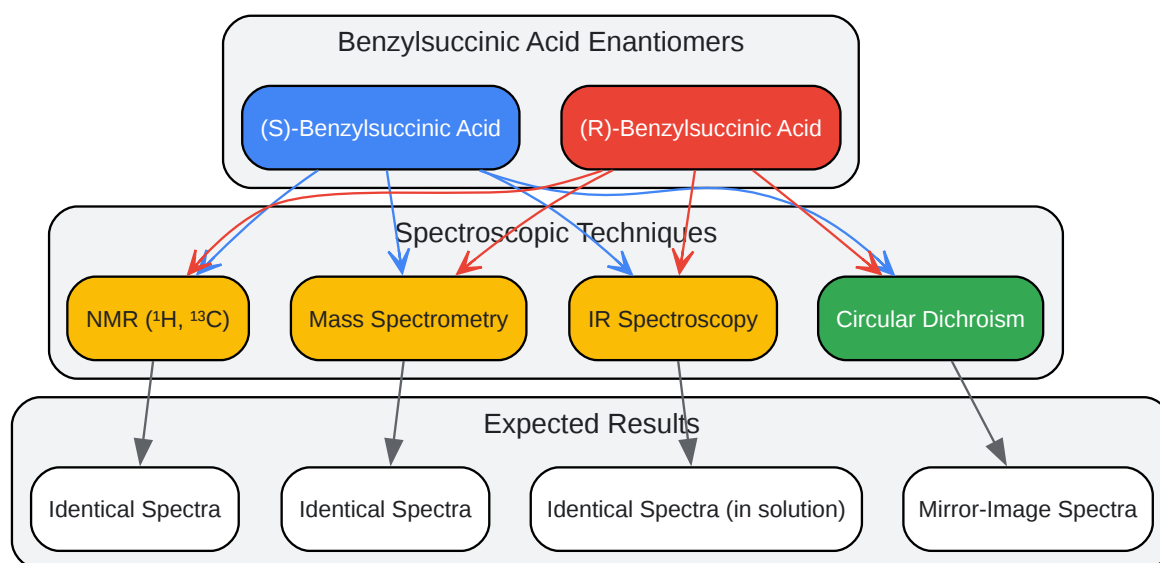 Benzylsuccinic Acid Enantiomers
(S)-Benzylsuccinic Acid
(R)-Benzylsuccinic Acid
Spectroscopic Techniques
NMR (¹H, ¹³C)
Mass Spectrometry
IR Spectroscopy
Circular Dichroism
Expected Results
Identical Spectra
Identical Spectra
Identical Spectra (in solution)
Mirror-Image Spectra